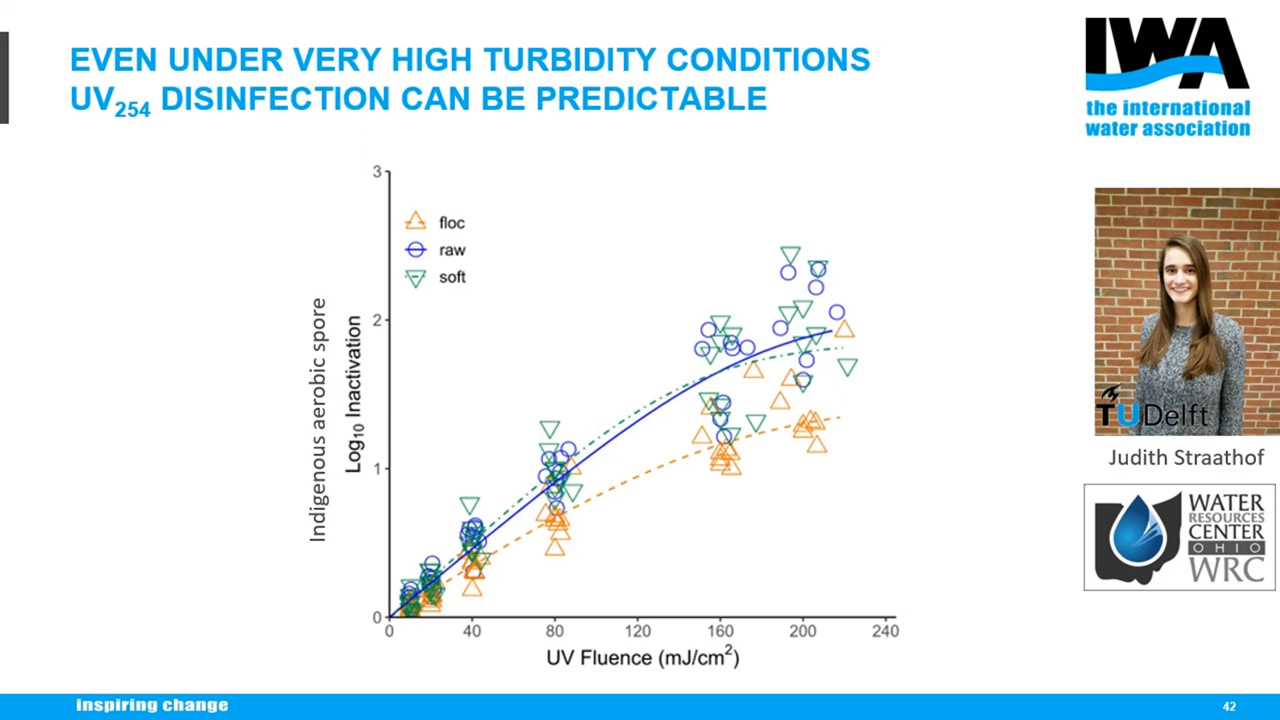 EVEN UNDER VERY HIGH TURBIDITY CONDITIONS
UV254 DISINFECTION CAN BE PREDICTABLE
IWA
the international
water association
floc
raw
soft
3
2
1
0
Indigenous aerobic spore
Log10 Inactivation
0 40 80 120 160 200 240
UV Fluence (mJ/cm2)
TUDelft
Judith Straathof
WATER
RESOURCES
CENTER
OHIO
WRC
inspiring change
42